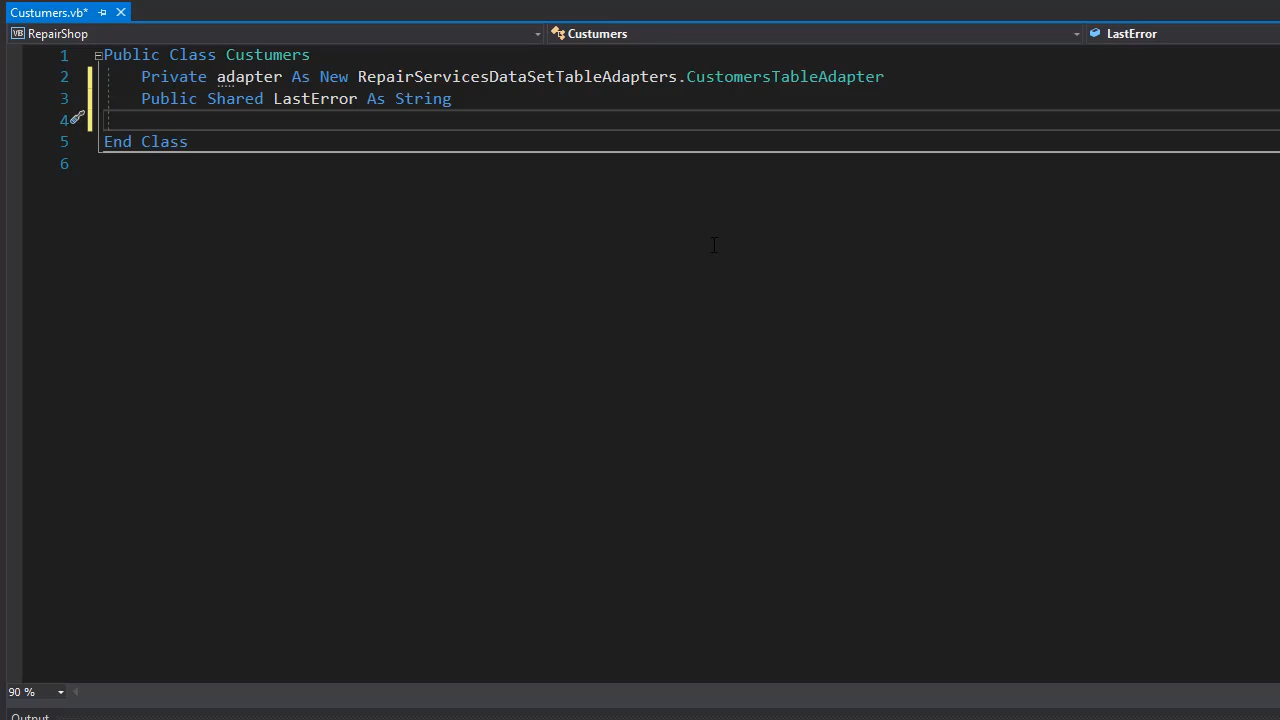 Custumers.vb*
RepairShop Custumers LastError
1 Public Class Custumers
2 Private adapter As New RepairServicesDataSetTableAdapters.CustomersTableAdapter
3 Public Shared LastError As String
4
5 End Class
6
90 %
Output